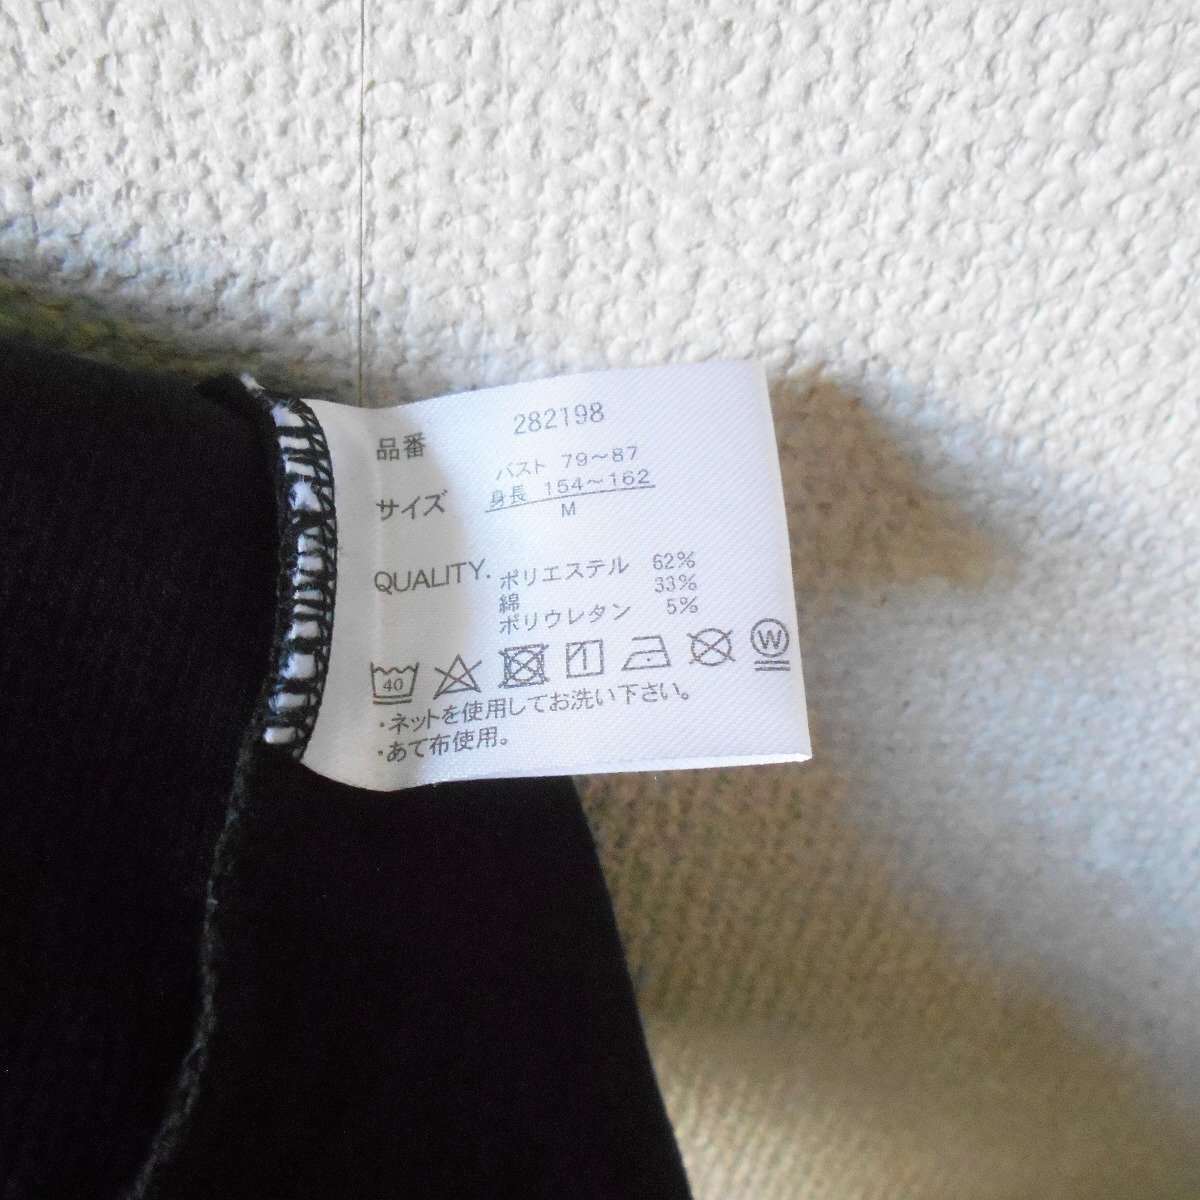 品番 282198
バスト 79〜87
サイズ 身長 154〜162
M
QUALITY. ポリエステル 62%
綿 33%
ポリウレタン 5%
40 W
・ネットを使用してお洗い下さい。
・あて布使用。